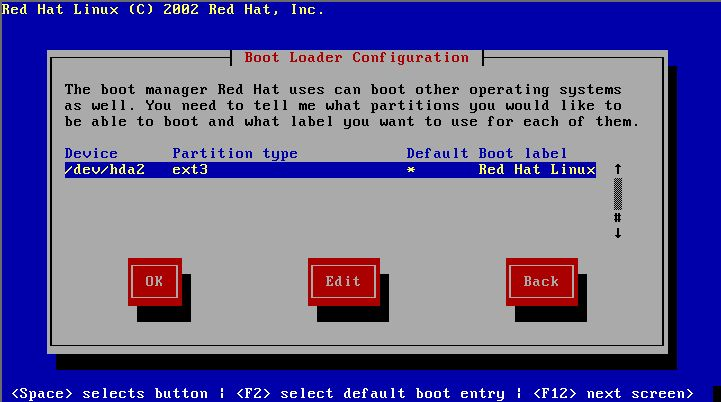 Red Hat Linux (C) 2002 Red Hat, Inc.
Boot Loader Configuration
The boot manager Red Hat uses can boot other operating systems
as well. You need to tell me what partitions you would like to
be able to boot and what label you want to use for each of them.
Device Partition type Default Boot label
/dev/hda2 ext3 * Red Hat Linux ↑
#
↓
OK Edit Back
<Space> selects button | <F2> select default boot entry | <F12> next screen>